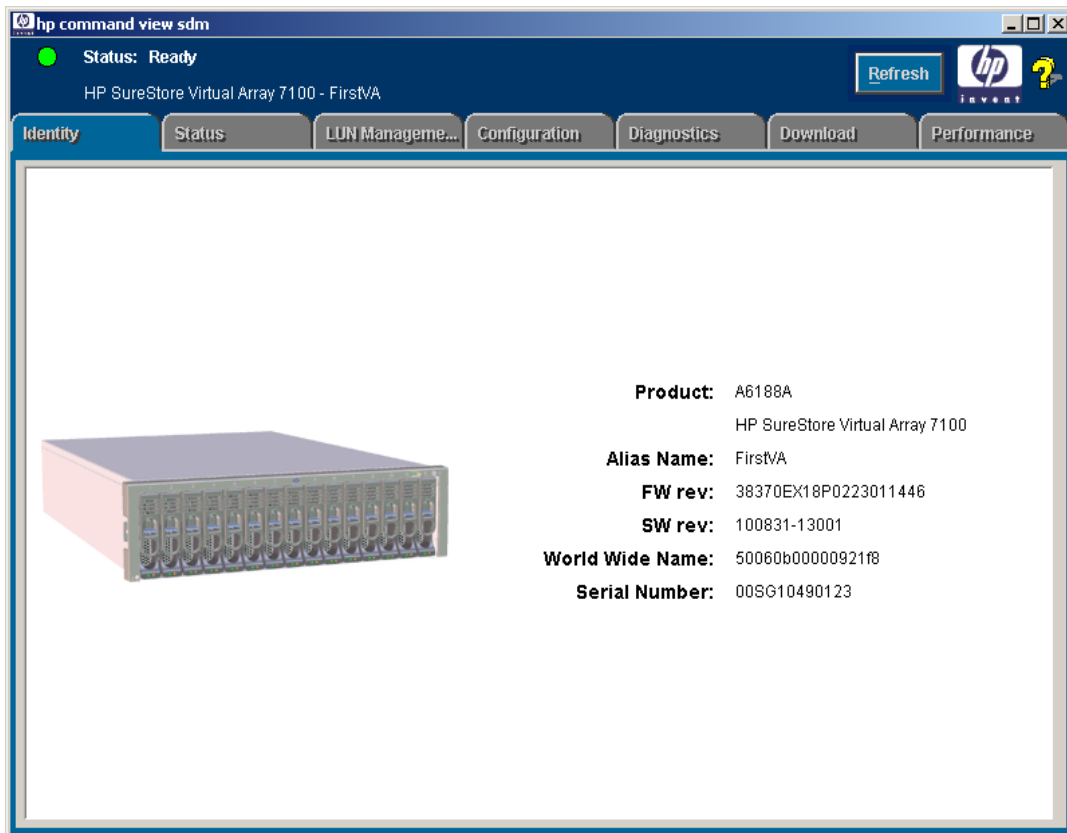 hp command view sdm
Status: Ready
HP SureStore Virtual Array 7100 - FirstVA
Refresh
hp
invent
?
Identity
Status
LUN Manageme...
Configuration
Diagnostics
Download
Performance
Product: A6188A
HP SureStore Virtual Array 7100
Alias Name: FirstVA
FW rev: 38370EX18P0223011446
SW rev: 100831-13001
World Wide Name: 50060b00000921f8
Serial Number: 00SG10490123